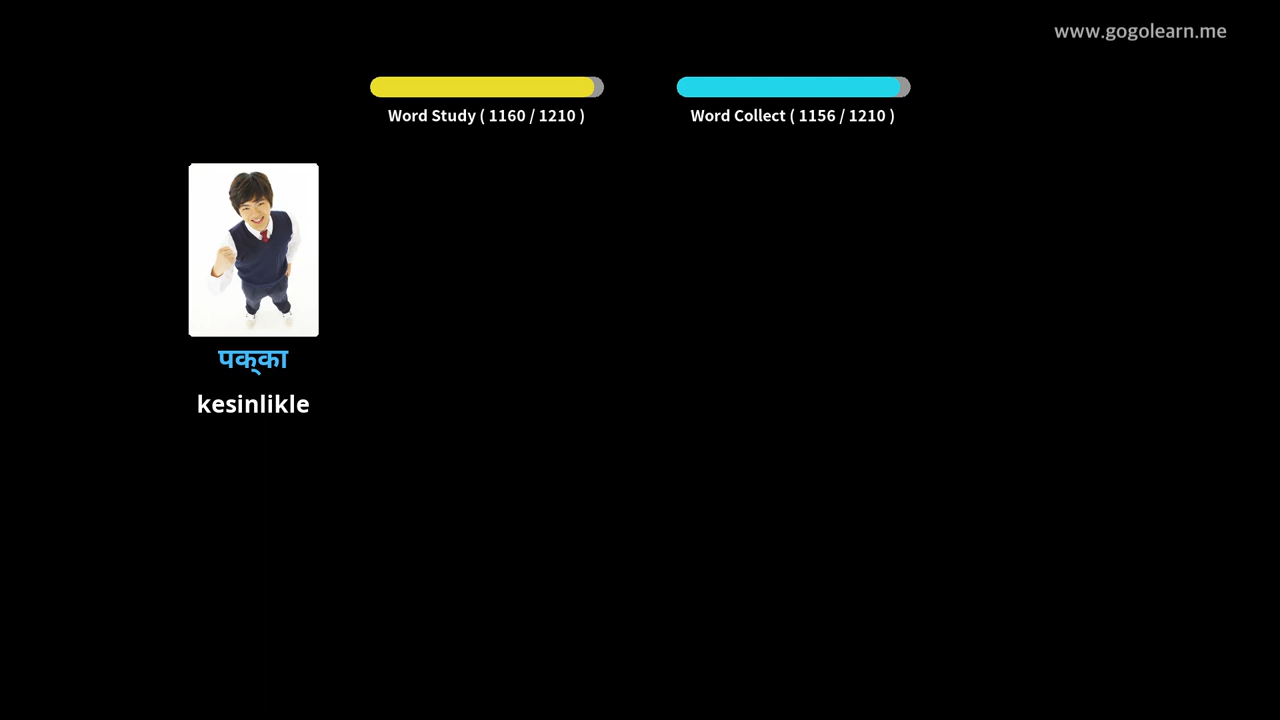 www.gogolearn.me
Word Study ( 1160 / 1210 )
Word Collect ( 1156 / 1210 )
पक्का
kesinlikle